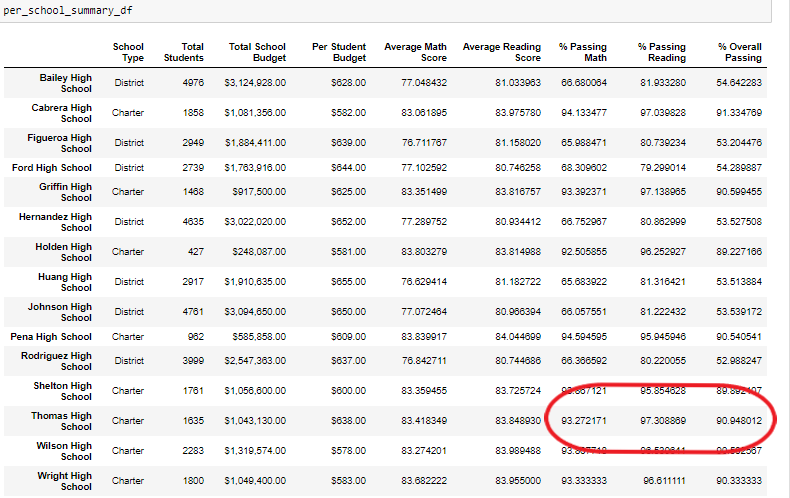 per_school_summary_df
School Total Total School Per Student Average Math Average Reading % Passing % Passing % Overall
Type Students Budget Budget Score Score Math Reading Passing
Bailey High School District 4976 $3,124,928.00 $628.00 77.048432 81.033963 66.680064 81.933280 54.642283
Cabrera High School Charter 1858 $1,081,356.00 $582.00 83.061895 83.975780 94.133477 97.039828 91.334769
Figueroa High School District 2949 $1,884,411.00 $639.00 76.711767 81.158020 65.988471 80.739234 53.204476
Ford High School District 2739 $1,763,916.00 $644.00 77.102592 80.746258 68.309602 79.299014 54.289887
Griffin High School Charter 1468 $917,500.00 $625.00 83.351499 83.816757 93.392371 97.138965 90.599455
Hernandez High School District 4635 $3,022,020.00 $652.00 77.289752 80.934412 66.752967 80.862999 53.527508
Holden High School Charter 427 $248,087.00 $581.00 83.803279 83.814988 92.505855 96.252927 89.227166
Huang High School District 2917 $1,910,635.00 $655.00 76.629414 81.182722 65.683922 81.316421 53.513884
Johnson High School District 4761 $3,094,650.00 $650.00 77.072464 80.966394 66.057551 81.222432 53.539172
Pena High School Charter 962 $585,858.00 $609.00 83.839917 84.044699 94.594595 95.945946 90.540541
Rodriguez High School District 3999 $2,547,363.00 $637.00 76.842711 80.744686 66.366592 80.220055 52.988247
Shelton High School Charter 1761 $1,056,600.00 $600.00 83.359455 83.725724 95.854628
Thomas High School Charter 1635 $1,043,130.00 $638.00 83.418349 83.848930 93.272171 97.308869 90.948012
Wilson High School Charter 2283 $1,319,574.00 $578.00 83.274201 83.989488
Wright High School Charter 1800 $1,049,400.00 $583.00 83.682222 83.955000 93.333333 96.611111 90.333333